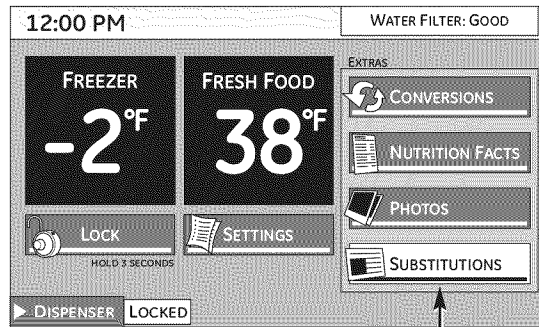 12:00 PM
WATER FILTER: GOOD
EXTRAS
FREEZER
-2°F
FRESH FOOD
38°F
CONVERSIONS
NUTRITION FACTS
PHOTOS
SUBSTITUTIONS
LOCK
HOLD 3 SECONDS
SETTINGS
DISPENSER LOCKED